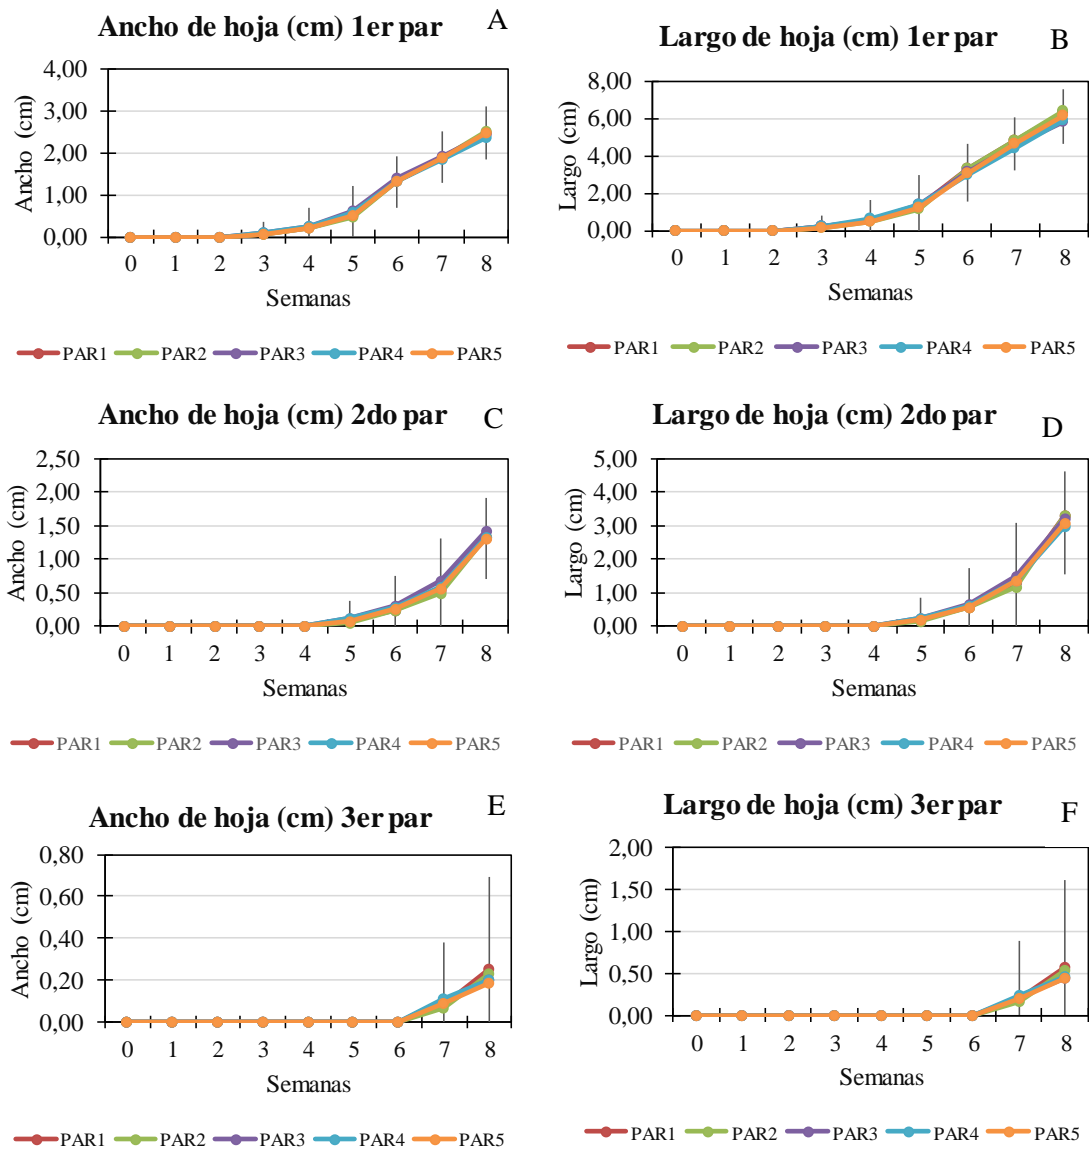 Ancho de hoja (cm) 1er par
A
4,00
3,00
2,00
1,00
0,00
Ancho (cm)
0 1 2 3 4 5 6 7 8
Semanas
PAR1 PAR2 PAR3 PAR4 PAR5
Largo de hoja (cm) 1er par
B
8,00
6,00
4,00
2,00
0,00
Largo (cm)
0 1 2 3 4 5 6 7 8
Semanas
PAR1 PAR2 PAR3 PAR4 PAR5
Ancho de hoja (cm) 2do par
C
2,50
2,00
1,50
1,00
0,50
0,00
Ancho (cm)
0 1 2 3 4 5 6 7 8
Semanas
PAR1 PAR2 PAR3 PAR4 PAR5
Largo de hoja (cm) 2do par
D
5,00
4,00
3,00
2,00
1,00
0,00
Largo (cm)
0 1 2 3 4 5 6 7 8
Semanas
PAR1 PAR2 PAR3 PAR4 PAR5
Ancho de hoja (cm) 3er par
E
0,80
0,60
0,40
0,20
0,00
Ancho (cm)
0 1 2 3 4 5 6 7 8
Semanas
PAR1 PAR2 PAR3 PAR4 PAR5
Largo de hoja (cm) 3er par
F
2,00
1,50
1,00
0,50
0,00
Largo (cm)
0 1 2 3 4 5 6 7 8
Semanas
PAR1 PAR2 PAR3 PAR4 PAR5